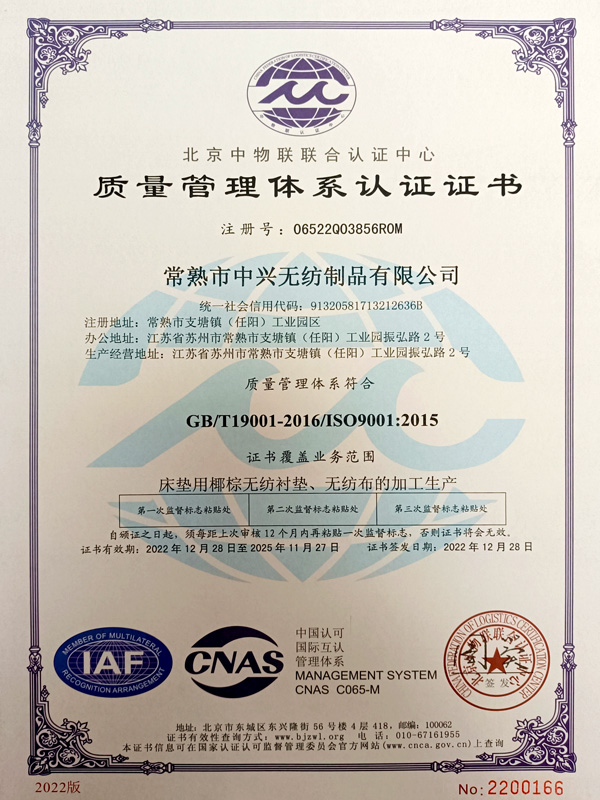 北京中物联联合认证中心
质量管理体系认证证书
注册号：06522Q03856R0M
常熟市中兴无纺制品有限公司
统一社会信用代码：91320581713212636B
注册地址：常熟市支塘镇（任阳）工业园区
办公地址：江苏省苏州市常熟市支塘镇（任阳）工业园振弘路2号
生产经营地址：江苏省苏州市常熟市支塘镇（任阳）工业园振弘路2号
质量管理体系符合
GB/T19001-2016/ISO9001:2015
证书覆盖业务范围
床垫用椰棕无纺衬垫、无纺布的加工生产
第一次监督标志粘贴处 第二次监督标志粘贴处 第三次监督标志粘贴处
自颁证之日起，须每距上次审核12个月内再粘贴一次监督标志，否则证书将会无效。
证书有效期：2022年12月28日至2025年11月27日 证书签发日期：2022年12月28日
MEMBER OF MULTILATERAL
IAF
RECOGNITION ARRANGEMENT
CNAS
中国认可
国际互认
管理体系
MANAGEMENT SYSTEM
CNAS C065-M
签发
地址：北京市东城区东兴隆街56号楼4层418，邮编：100062
证书有效性查询方式：www.bjzwl.org 电话：010-67161955
本证书信息可在国家认证认可监督管理委员会官方网站(www.cnca.gov.cn)上查询
2022版
No:2200166